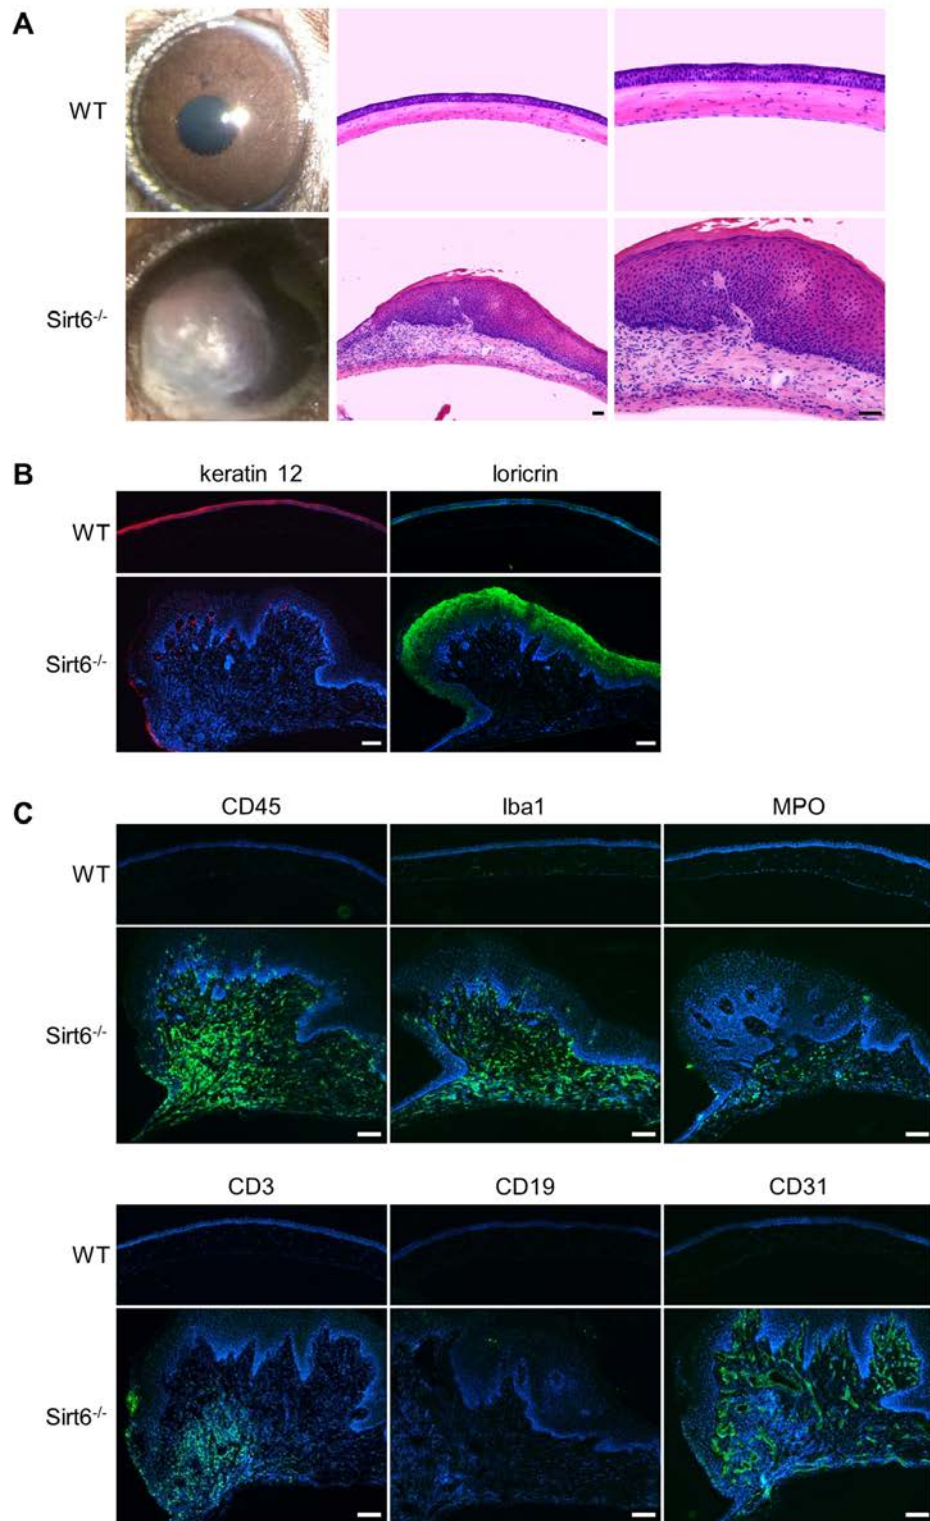 A
WT
Sirt6-/-
B
keratin 12 loricrin
WT
Sirt6-/-
C
CD45 Iba1 MPO
WT
Sirt6-/-
CD3 CD19 CD31
WT
Sirt6-/-